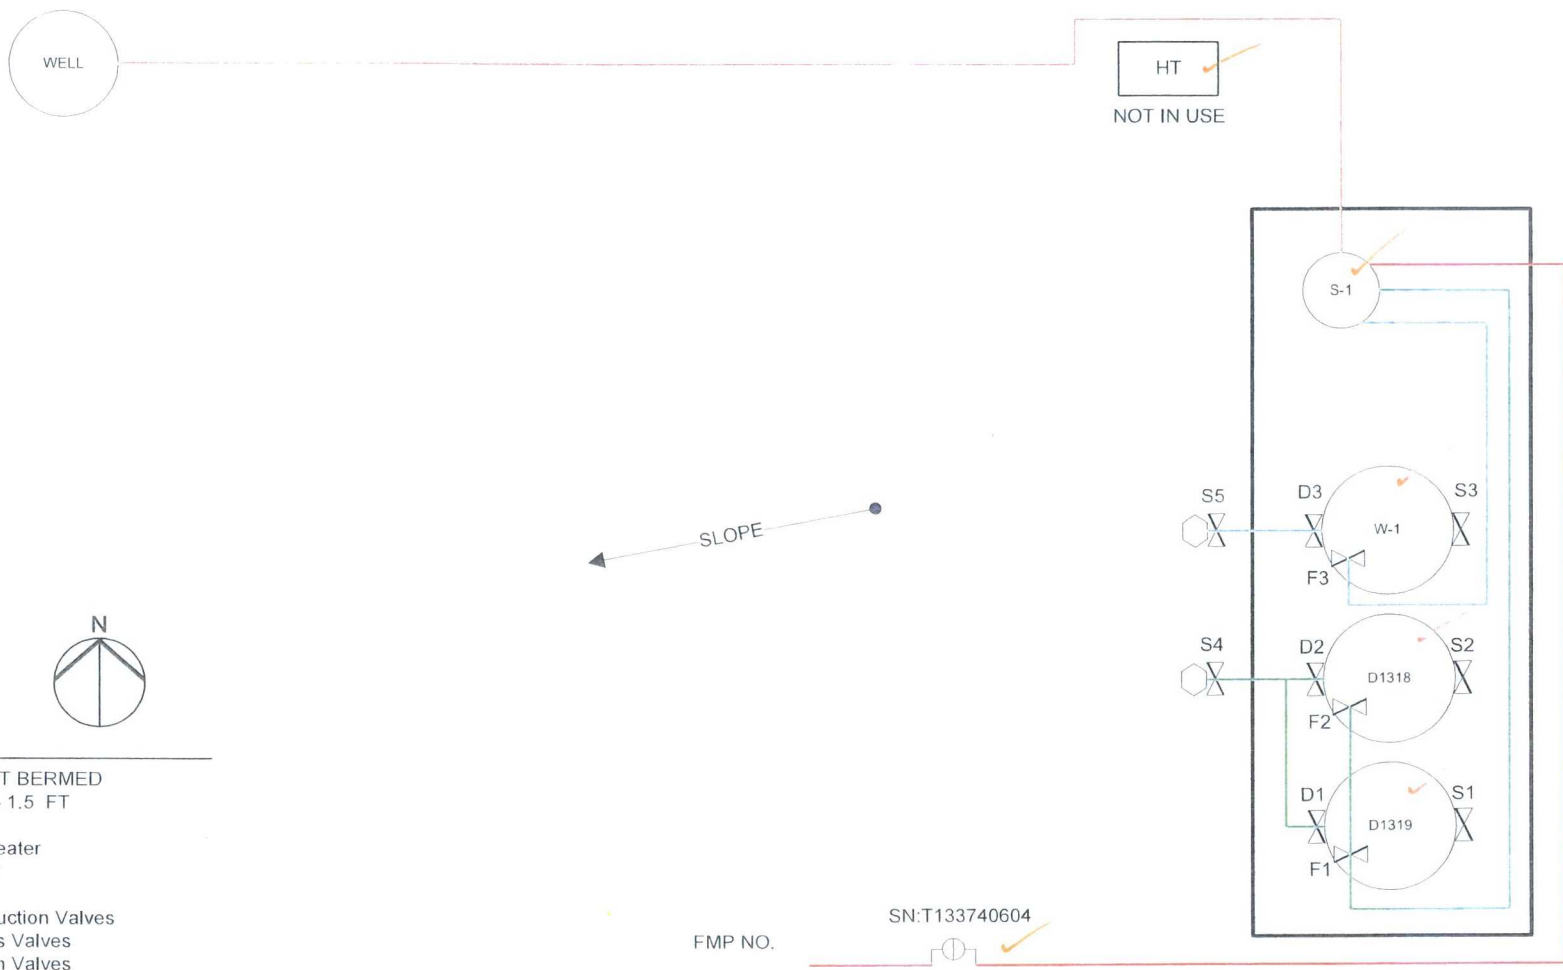 WELL
HT
NOT IN USE
S-1
S5
D3
S3
W-1
F3
SLOPE
N
S4
D2
S2
D1318
F2
T BERMED
1.5 FT
D1
S1
D1319
F1
eater
uction Valves
s Valves
n Valves
SN:T133740604
FMP NO.